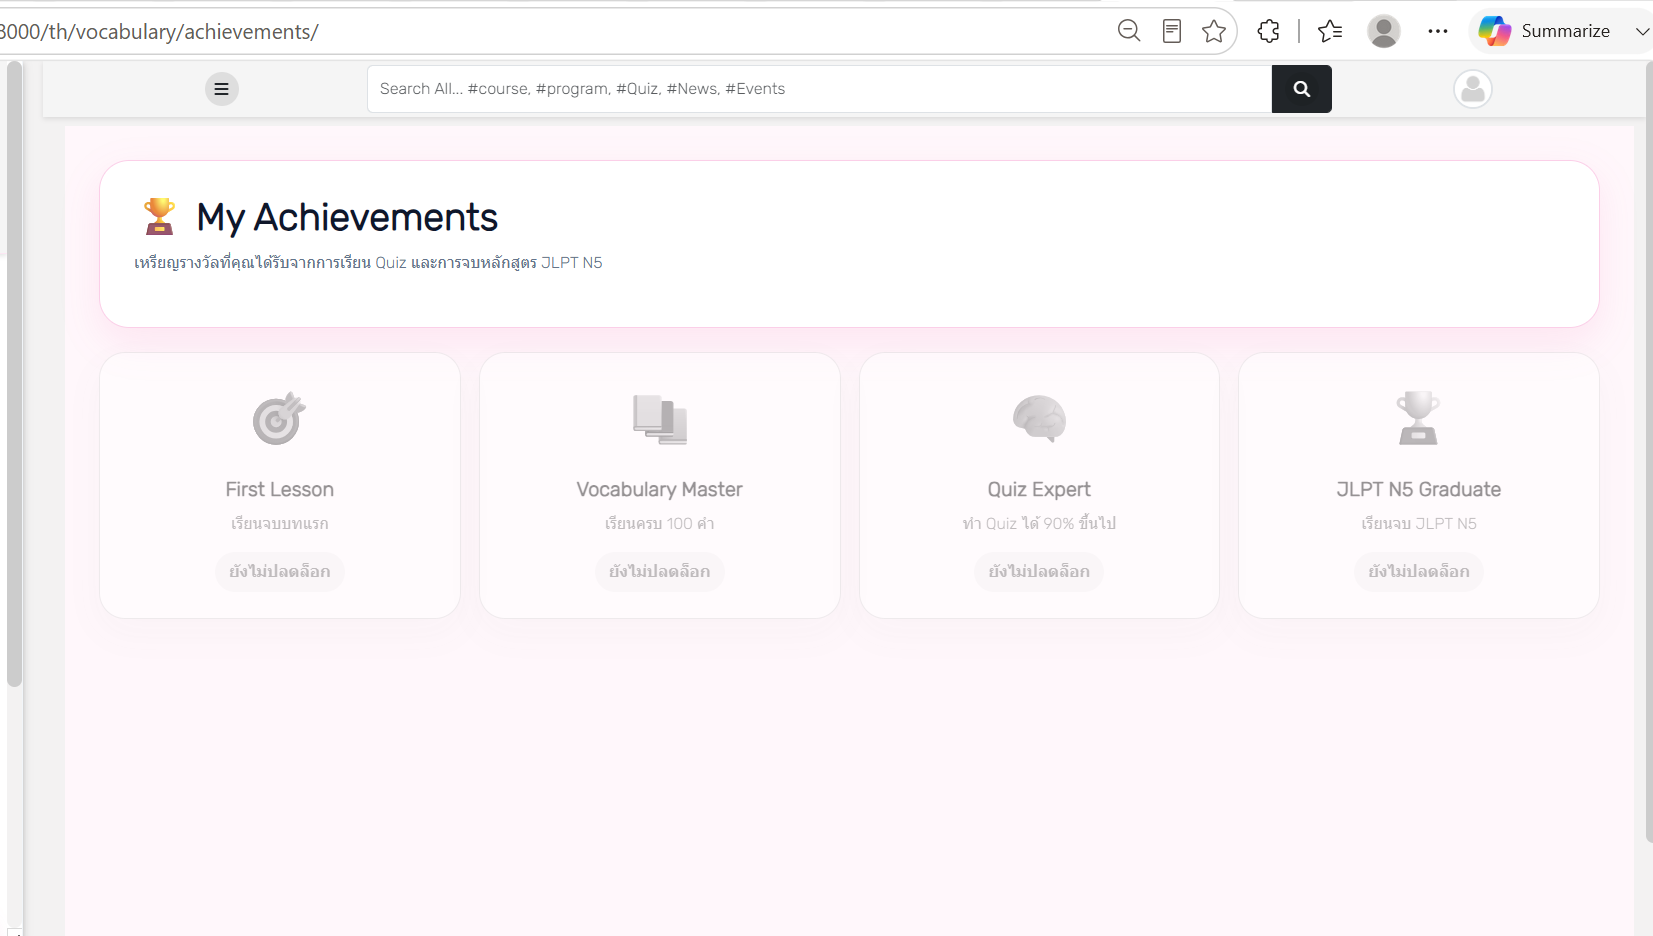 8000/th/vocabulary/achievements/
Summarize
Search All... #course, #program, #Quiz, #News, #Events
My Achievements
เหรียญรางวัลที่คุณได้รับจากการเรียน Quiz และการจบหลักสูตร JLPT N5
First Lesson
เรียนจบบทแรก
ยังไม่ปลดล็อก
Vocabulary Master
เรียนครบ 100 คำ
ยังไม่ปลดล็อก
Quiz Expert
ทำ Quiz ได้ 90% ขึ้นไป
ยังไม่ปลดล็อก
JLPT N5 Graduate
เรียนจบ JLPT N5
ยังไม่ปลดล็อก